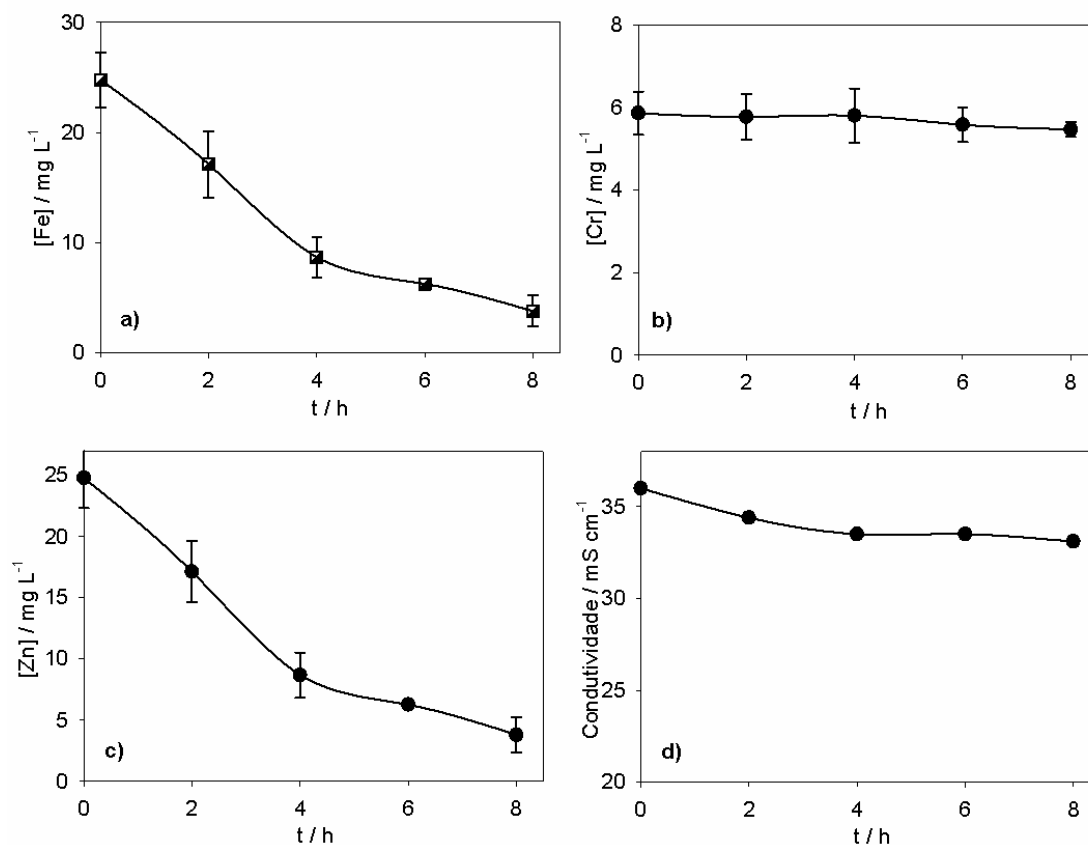 30
20
10
0
[Fe] / mg L⁻¹
a)
0 2 4 6 8
t / h
8
6
4
2
0
[Cr] / mg L⁻¹
b)
0 2 4 6 8
t / h
25
20
15
10
5
0
[Zn] / mg L⁻¹
c)
0 2 4 6 8
t / h
35
30
25
20
Condutividade / mS cm⁻¹
d)
0 2 4 6 8
t / h